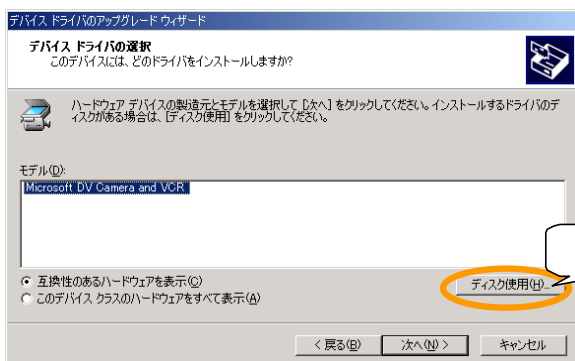 デバイス ドライバのアップグレード ウィザード
デバイス ドライバの選択
このデバイスには、どのドライバをインストールしますか?
ハードウェア デバイスの製造元とモデルを選択して [次へ] をクリックしてください。インストールするドライバのデ
ィスクがある場合は、[ディスク使用] をクリックしてください。
モデル(D):
Microsoft DV Camera and VCR
互換性のあるハードウェアを表示(C)
このデバイス クラスのハードウェアをすべて表示(A)
ディスク使用(H)...
< 戻る(B)
次へ(N) >
キャンセル